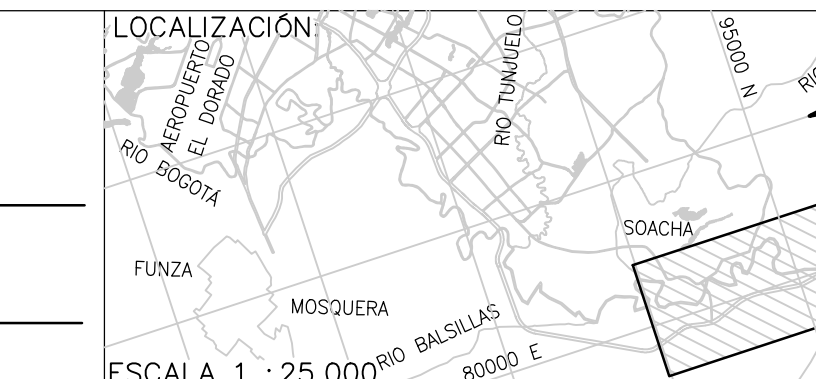 LOCALIZACIÓN:
AEROPUERTO
EL DORADO
RIO BOGOTÁ
RIO TUNJUELO
95000 N
RIO
SOACHA
FUNZA
MOSQUERA
RIO BALSILLAS
80000 E
ESCALA 1 : 25.000